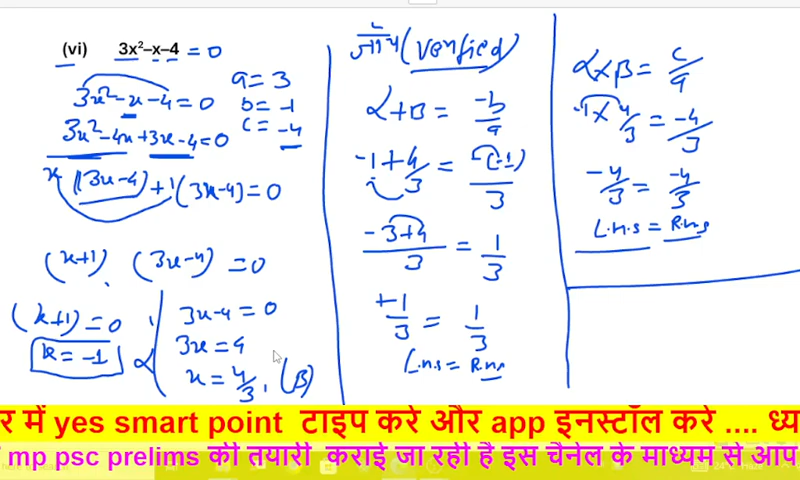 (vi) 3x²–x–4 = 0
a = 3
3x² - x - 4 = 0 b = -1
3x² - 4x + 3x - 4 = 0 c = -4
x (3x-4) + 1 (3x-4) = 0
(x+1) (3x-4) = 0
(x+1) = 0
x = -1 α
3x-4 = 0
3x = 4
x = 4/3, (β)
जाँच (verified)
α+β = -b/a
-1 + 4/3 = -(-1)/3
-3+4/3 = 1/3
+1/3 = 1/3
L.h.s = R.hs
α×β = c/a
-1 × 4/3 = -4/3
-4/3 = -4/3
L.h.s = R.h.s
र में yes smart point टाइप करे और app इनस्टॉल करे .... ध्य
mp psc prelims की तयारी कराई जा रही है इस चैनेल के माध्यम से आप